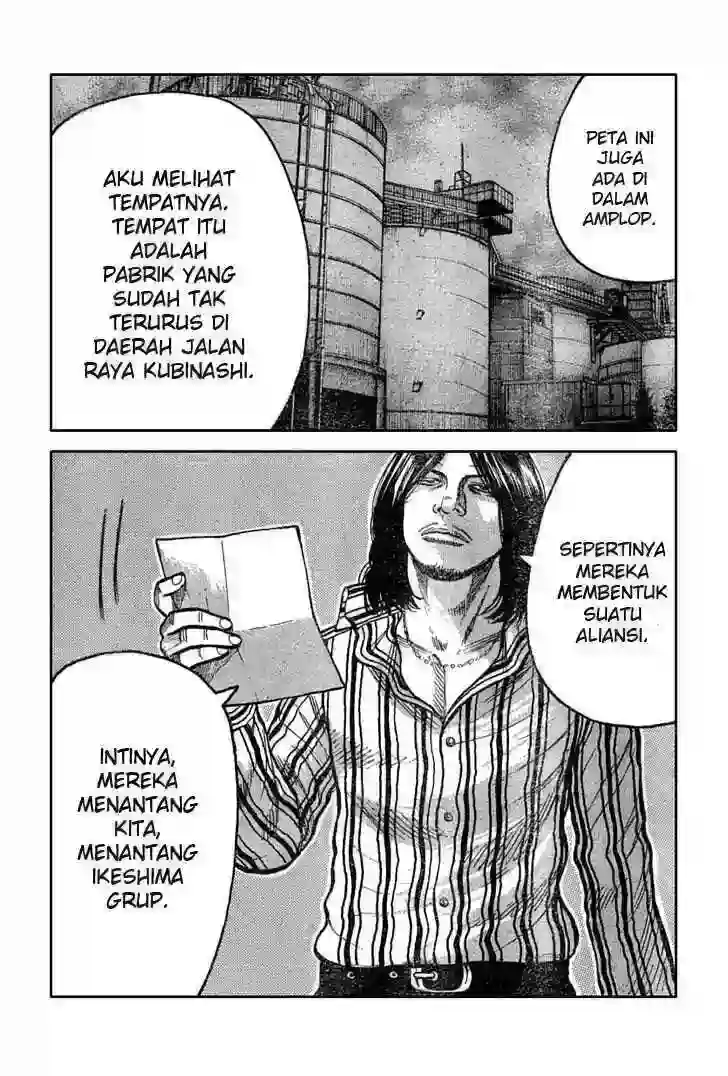 PETA INI
JUGA
ADA DI
DALAM
AMPLOP.
AKU MELIHAT
TEMPATNYA.
TEMPAT ITU
ADALAH
PABRIK YANG
SUDAH TAK
TERURUS DI
DAERAH JALAN
RAYA KUBINASHI.
SEPERTINYA
MEREKA
MEMBENTUK
SUATU
ALIANSI.
INTINYA,
MEREKA
MENANTANG
KITA,
MENANTANG
IKESHIMA
GRUP.